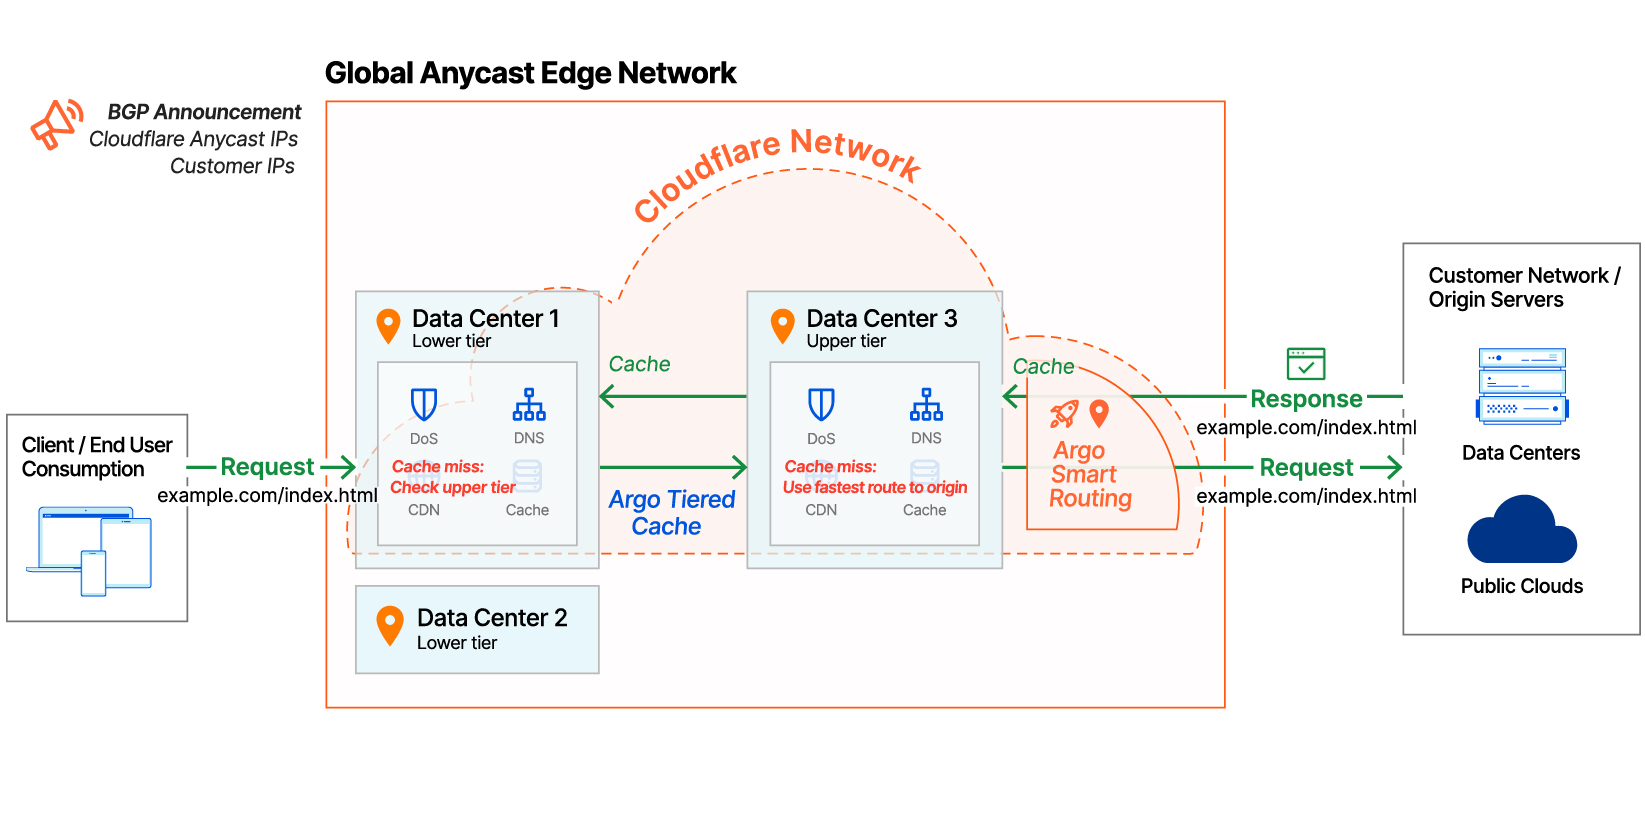 Global Anycast Edge Network
BGP Announcement
Cloudflare Anycast IPs
Customer IPs
Cloudflare Network
Client / End User
Consumption
Request
example.com/index.html
Data Center 1
Lower tier
DoS
DNS
Cache miss:
Check upper tier
CDN
Cache
Data Center 2
Lower tier
Cache
Argo Tiered
Cache
Data Center 3
Upper tier
DoS
DNS
Cache miss:
Use fastest route to origin
CDN
Cache
Cache
Argo
Smart
Routing
Response
example.com/index.html
Request
example.com/index.html
Customer Network /
Origin Servers
Data Centers
Public Clouds